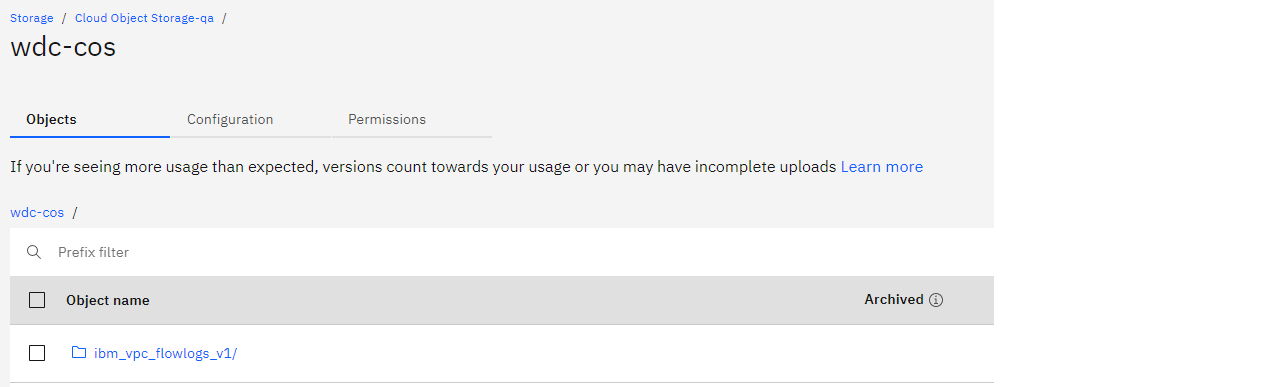 Storage / Cloud Object Storage-qa /
wdc-cos
Objects Configuration Permissions
If you're seeing more usage than expected, versions count towards your usage or you may have incomplete uploads Learn more
wdc-cos /
Prefix filter
Object name Archived
ibm_vpc_flowlogs_v1/